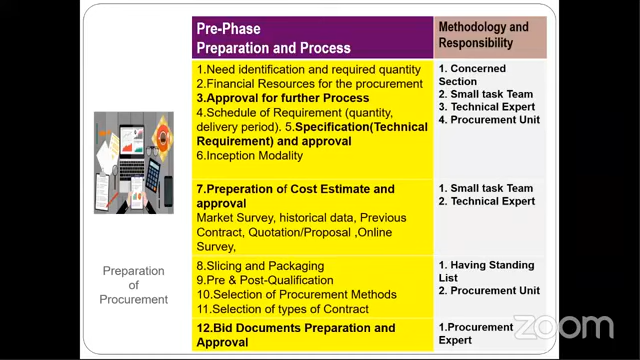 Pre-Phase
Preparation and Process
Methodology and
Responsibility
1.Need identification and required quantity
2.Financial Resources for the procurement
3.Approval for further Process
4.Schedule of Requirement (quantity,
delivery period). 5.Specification(Technical
Requirement) and approval
6.Inception Modality
1. Concerned
Section
2. Small task Team
3. Technical Expert
4. Procurement Unit
7.Preperation of Cost Estimate and
approval
Market Survey, historical data, Previous
Contract, Quotation/Proposal ,Online
Survey,
1. Small task Team
2. Technical Expert
Preparation
of
Procurement
8.Slicing and Packaging
9.Pre & Post-Qualification
10.Selection of Procurement Methods
11.Selection of types of Contract
1. Having Standing
List
2. Procurement Unit
12.Bid Documents Preparation and
Approval
1.Procurement
Expert
zoom